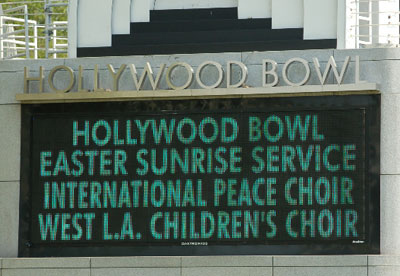 HOLLYWOOD BOWL
HOLLYWOOD BOWL
EASTER SUNRISE SERVICE
INTERNATIONAL PEACE CHOIR
WEST L.A. CHILDREN'S CHOIR